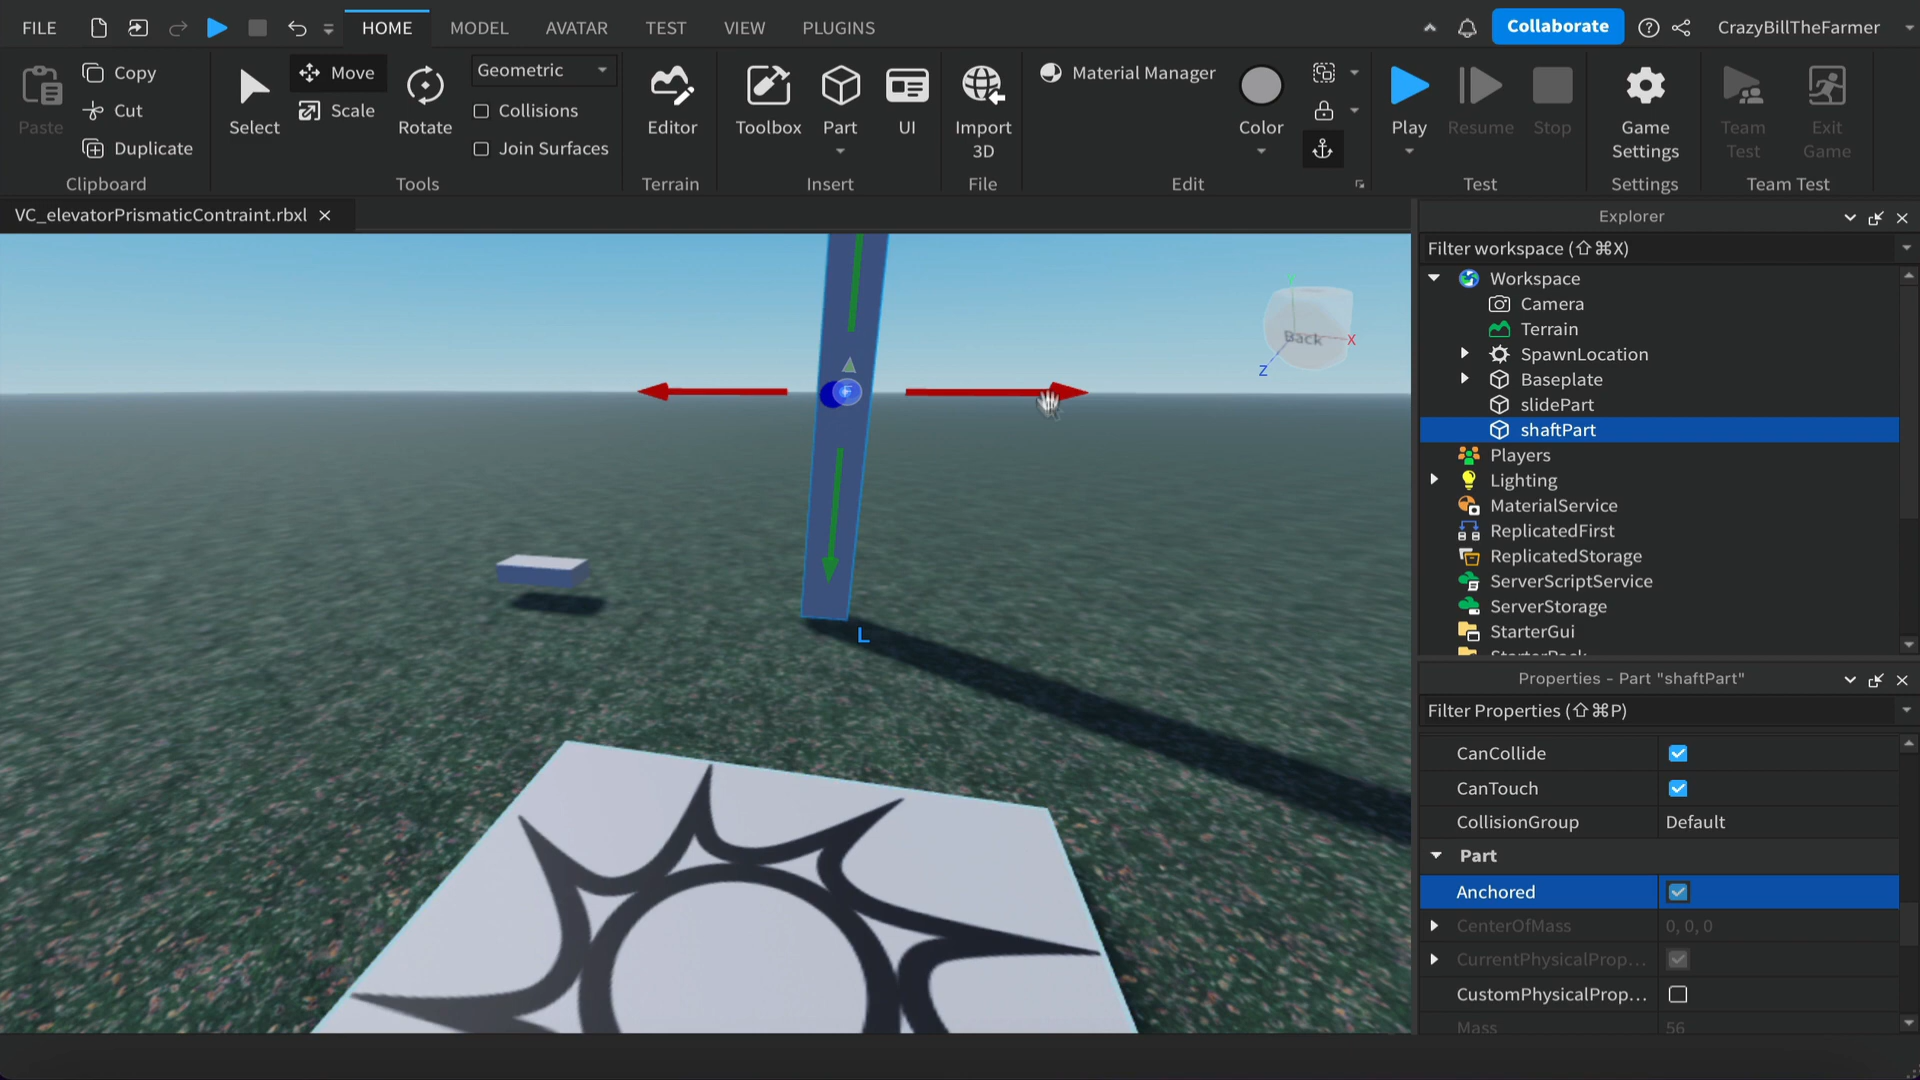 FILE
HOME
MODEL
AVATAR
TEST
VIEW
PLUGINS
Collaborate
CrazyBillTheFarmer
Paste
Copy
Cut
Duplicate
Clipboard
Select
Move
Scale
Rotate
Geometric
Collisions
Join Surfaces
Tools
Editor
Terrain
Toolbox
Part
UI
Insert
Import
3D
File
Material Manager
Color
Edit
Play
Resume
Stop
Test
Game
Settings
Settings
Team
Test
Exit
Game
Team Test
VC_elevatorPrismaticContraint.rbxl
Back
X
Z
L
Explorer
Filter workspace (⇧⌘X)
Workspace
Camera
Terrain
SpawnLocation
Baseplate
slidePart
shaftPart
Players
Lighting
MaterialService
ReplicatedFirst
ReplicatedStorage
ServerScriptService
ServerStorage
StarterGui
StarterPack
Properties - Part "shaftPart"
Filter Properties (⇧⌘P)
CanCollide
CanTouch
CollisionGroup Default
Part
Anchored
CenterOfMass 0, 0, 0
CurrentPhysicalProp...
CustomPhysicalProp...
Mass 56